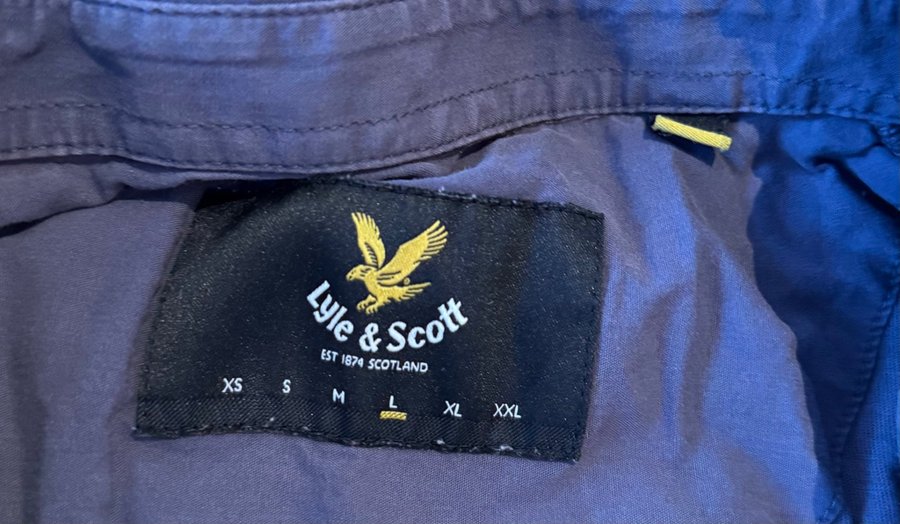 Lyle & Scott
EST 1874 SCOTLAND
XS S M L XL XXL